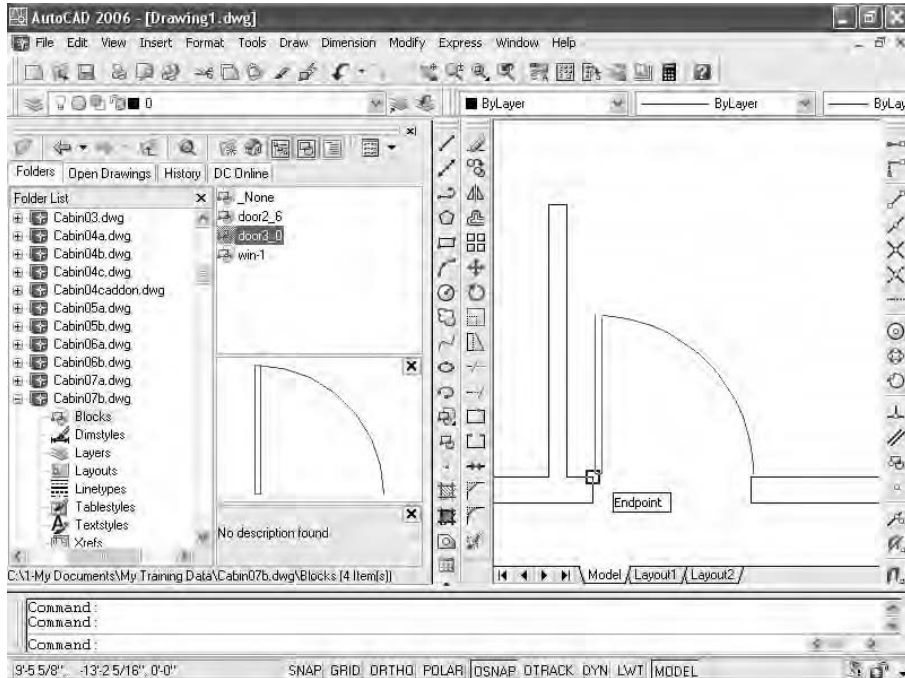 AutoCAD 2006 - [Drawing1.dwg]
File Edit View Insert Format Tools Draw Dimension Modify Express Window Help
0
ByLayer
ByLayer
ByLay
Folders Open Drawings History DC Online
Folder List
Cabin03.dwg
Cabin04a.dwg
Cabin04b.dwg
Cabin04c.dwg
Cabin04caddon.dwg
Cabin05a.dwg
Cabin05b.dwg
Cabin06a.dwg
Cabin06b.dwg
Cabin07a.dwg
Cabin07b.dwg
Blocks
Dimstyles
Layers
Layouts
Linetypes
Tablestyles
Textstyles
Xrefs
_None
door2_6
door3_0
win-1
No description found
Endpoint
C:\1-My Documents\My Training Data\Cabin07b.dwg\Blocks (4 Item(s))
Model Layout1 Layout2
Command:
Command:
Command:
9'-5 5/8", -13'-2 5/16", 0'-0" SNAP GRID ORTHO POLAR OSNAP OTRACK DYN LWT MODEL